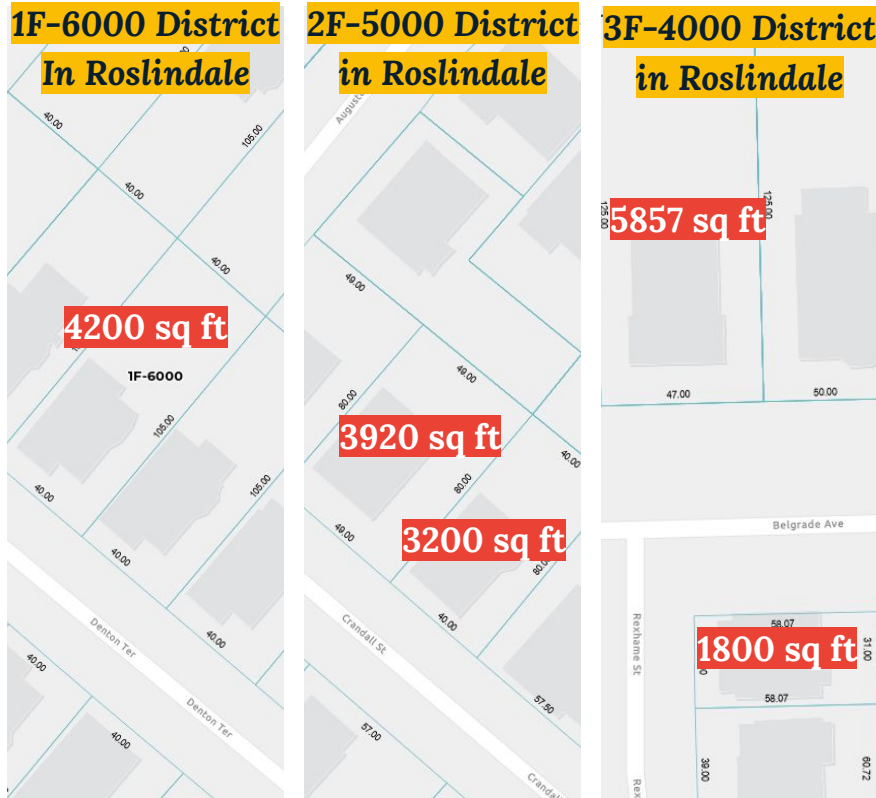 1F-6000 District
In Roslindale
40.00
105.00
40.00
40.00
4200 sq ft
1F-6000
105.00
105.00
40.00
40.00
40.00
Denton Ter
40.00
Denton Ter
40.00
2F-5000 District
in Roslindale
49.00
49.00
80.00
3920 sq ft
40.00
80.00
49.00
3200 sq ft
40.00
Crandall St
57.50
57.00
3F-4000 District
in Roslindale
125.00
125.00
5857 sq ft
47.00
50.00
Belgrade Ave
Rexhame St
58.07
1800 sq ft
31.00
58.07
39.00
60.72